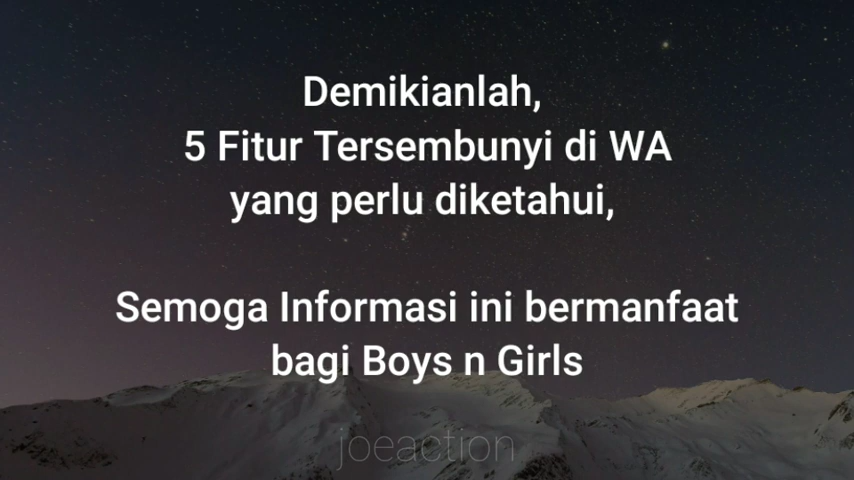 Demikianlah,
5 Fitur Tersembunyi di WA
yang perlu diketahui,
Semoga Informasi ini bermanfaat
bagi Boys n Girls
joeaction